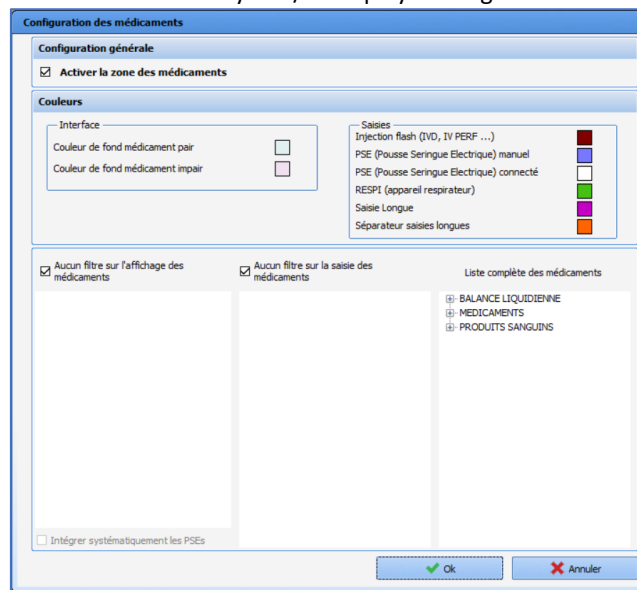 Configuration des médicaments
Configuration générale
Activer la zone des médicaments
Couleurs
Interface
Couleur de fond médicament pair
Couleur de fond médicament impair
Saisies
Injection flash (IVD, IV PERF ...)
PSE (Pousse Seringue Electrique) manuel
PSE (Pousse Seringue Electrique) connecté
RESPI (appareil respirateur)
Saisie Longue
Séparateur saisies longues
Aucun filtre sur l'affichage des
médicaments
Aucun filtre sur la saisie des
médicaments
Liste complète des médicaments
BALANCE LIQUIDIENNE
MEDICAMENTS
PRODUITS SANGUINS
Intégrer systématiquement les PSEs
Ok
Annuler